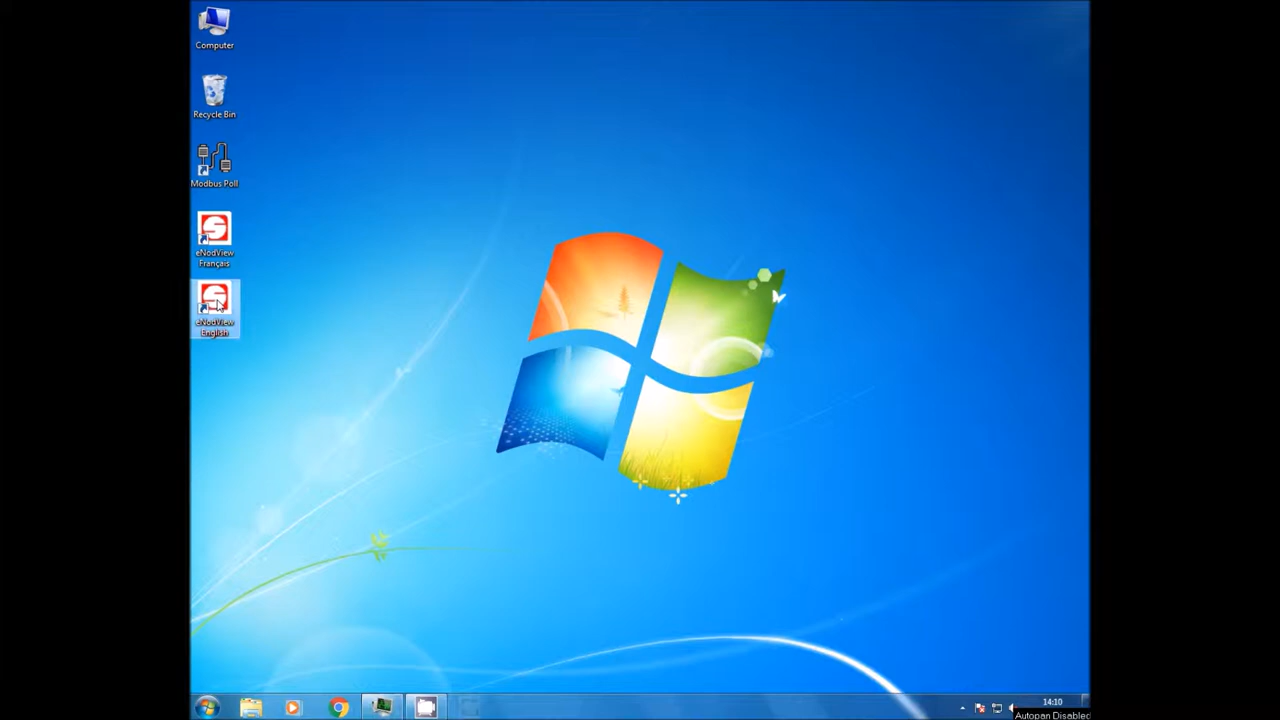 Computer
Recycle Bin
Modbus Poll
eNodView
Français
eNodView
English
14:10
Autopan Disabled